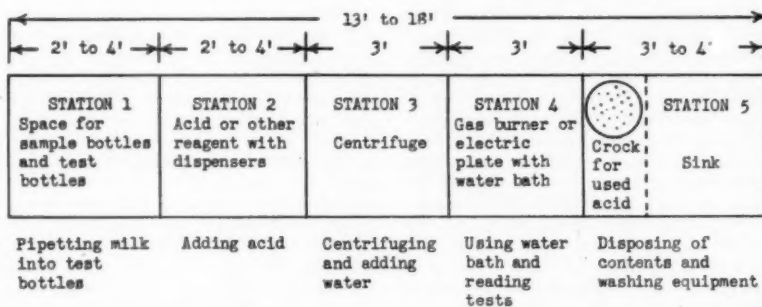 13' to 18'
2' to 4' 2' to 4' 3' 3' 3' to 4'
STATION 1
Space for
sample bottles
and test
bottles
STATION 2
Acid or other
reagent with
dispensers
STATION 3
Centrifuge
STATION 4
Gas burner or
electric
plate with
water bath
Crock
for
used
acid
STATION 5
Sink
Pipetting milk
into test
bottles
Adding acid
Centrifuging
and adding
water
Using water
bath and
reading
tests
Disposing of
contents and
washing equipment